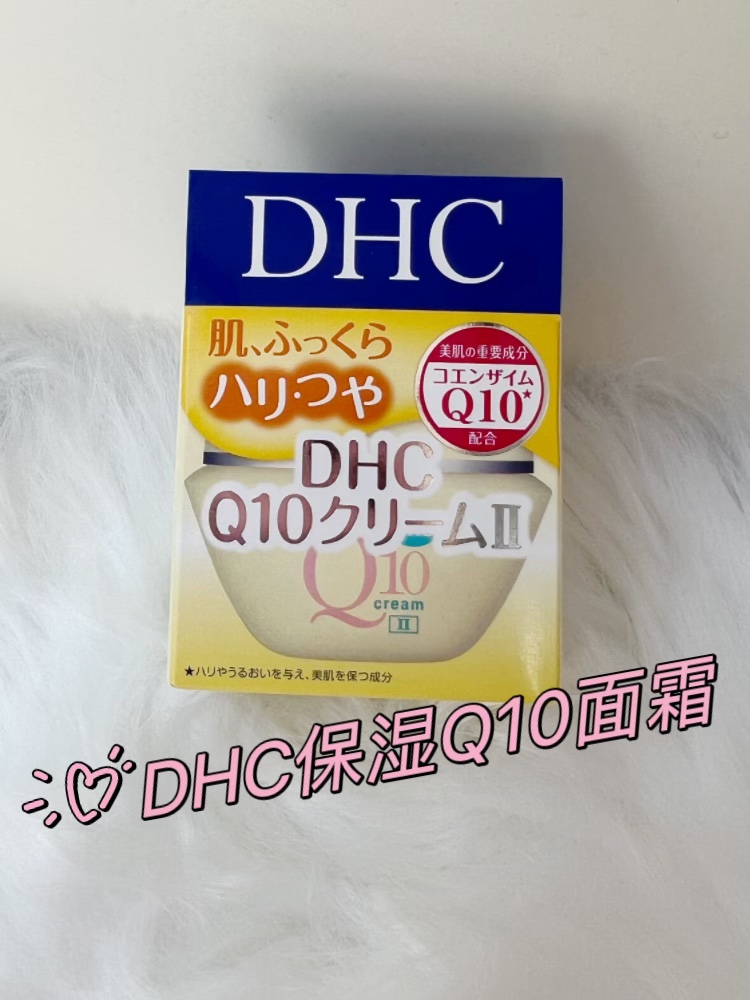 DHC
肌、ふっくら
ハリ・つや
美肌の重要成分
コエンザイム
Q10★
配合
DHC
Q10クリームⅡ
Q10
cream
Ⅱ
★ハリやうるおいを与え、美肌を保つ成分
DHC保湿Q10面霜